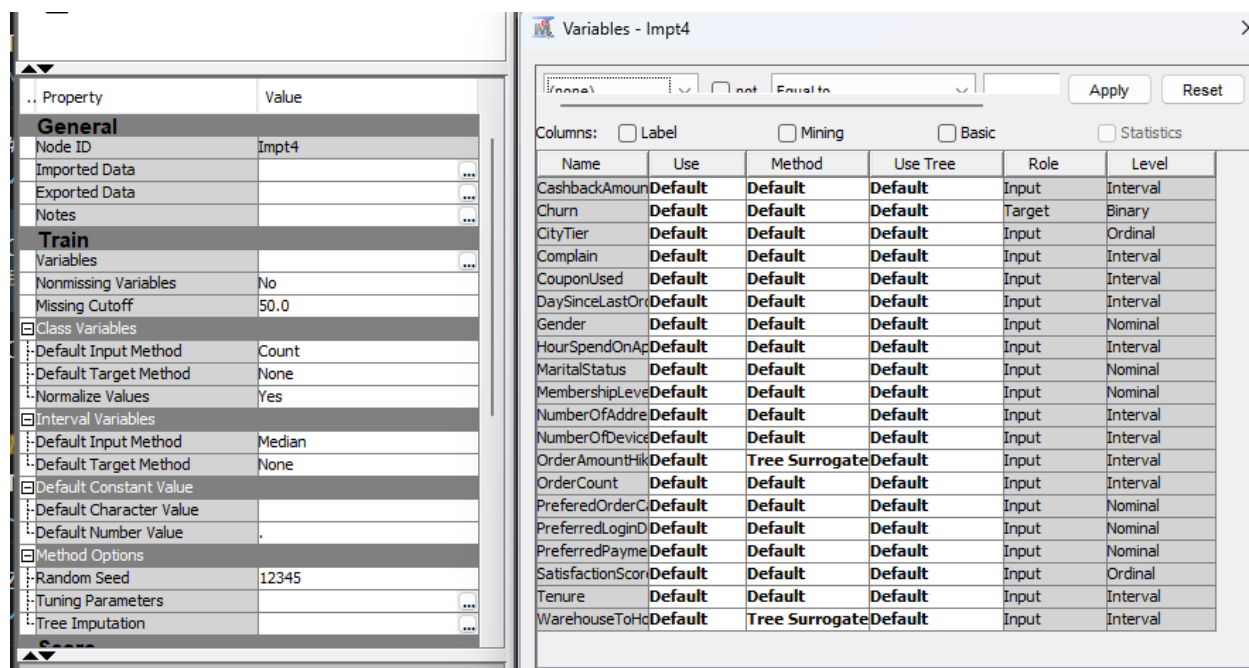 Variables - Impt4
.. Property Value
General
Node ID Impt4
Imported Data ...
Exported Data ...
Notes ...
Train
Variables ...
Nonmissing Variables No
Missing Cutoff 50.0
Class Variables
Default Input Method Count
Default Target Method None
Normalize Values Yes
Interval Variables
Default Input Method Median
Default Target Method None
Default Constant Value
Default Character Value
Default Number Value .
Method Options
Random Seed 12345
Tuning Parameters ...
Tree Imputation ...
Score
(none) not Equal to Apply Reset
Columns: Label Mining Basic Statistics
Name Use Method Use Tree Role Level
CashbackAmoun Default Default Default Input Interval
Churn Default Default Default Target Binary
CityTier Default Default Default Input Ordinal
Complain Default Default Default Input Interval
CouponUsed Default Default Default Input Interval
DaySinceLastOrd Default Default Default Input Interval
Gender Default Default Default Input Nominal
HourSpendOnAp Default Default Default Input Interval
MaritalStatus Default Default Default Input Nominal
MembershipLeve Default Default Default Input Nominal
NumberOfAddre Default Default Default Input Interval
NumberOfDevice Default Default Default Input Interval
OrderAmountHik Default Tree Surrogate Default Input Interval
OrderCount Default Default Default Input Interval
PreferedOrderCa Default Default Default Input Nominal
PreferredLoginD Default Default Default Input Nominal
PreferredPayme Default Default Default Input Nominal
SatisfactionScor Default Default Default Input Ordinal
Tenure Default Default Default Input Interval
WarehouseToHo Default Tree Surrogate Default Input Interval